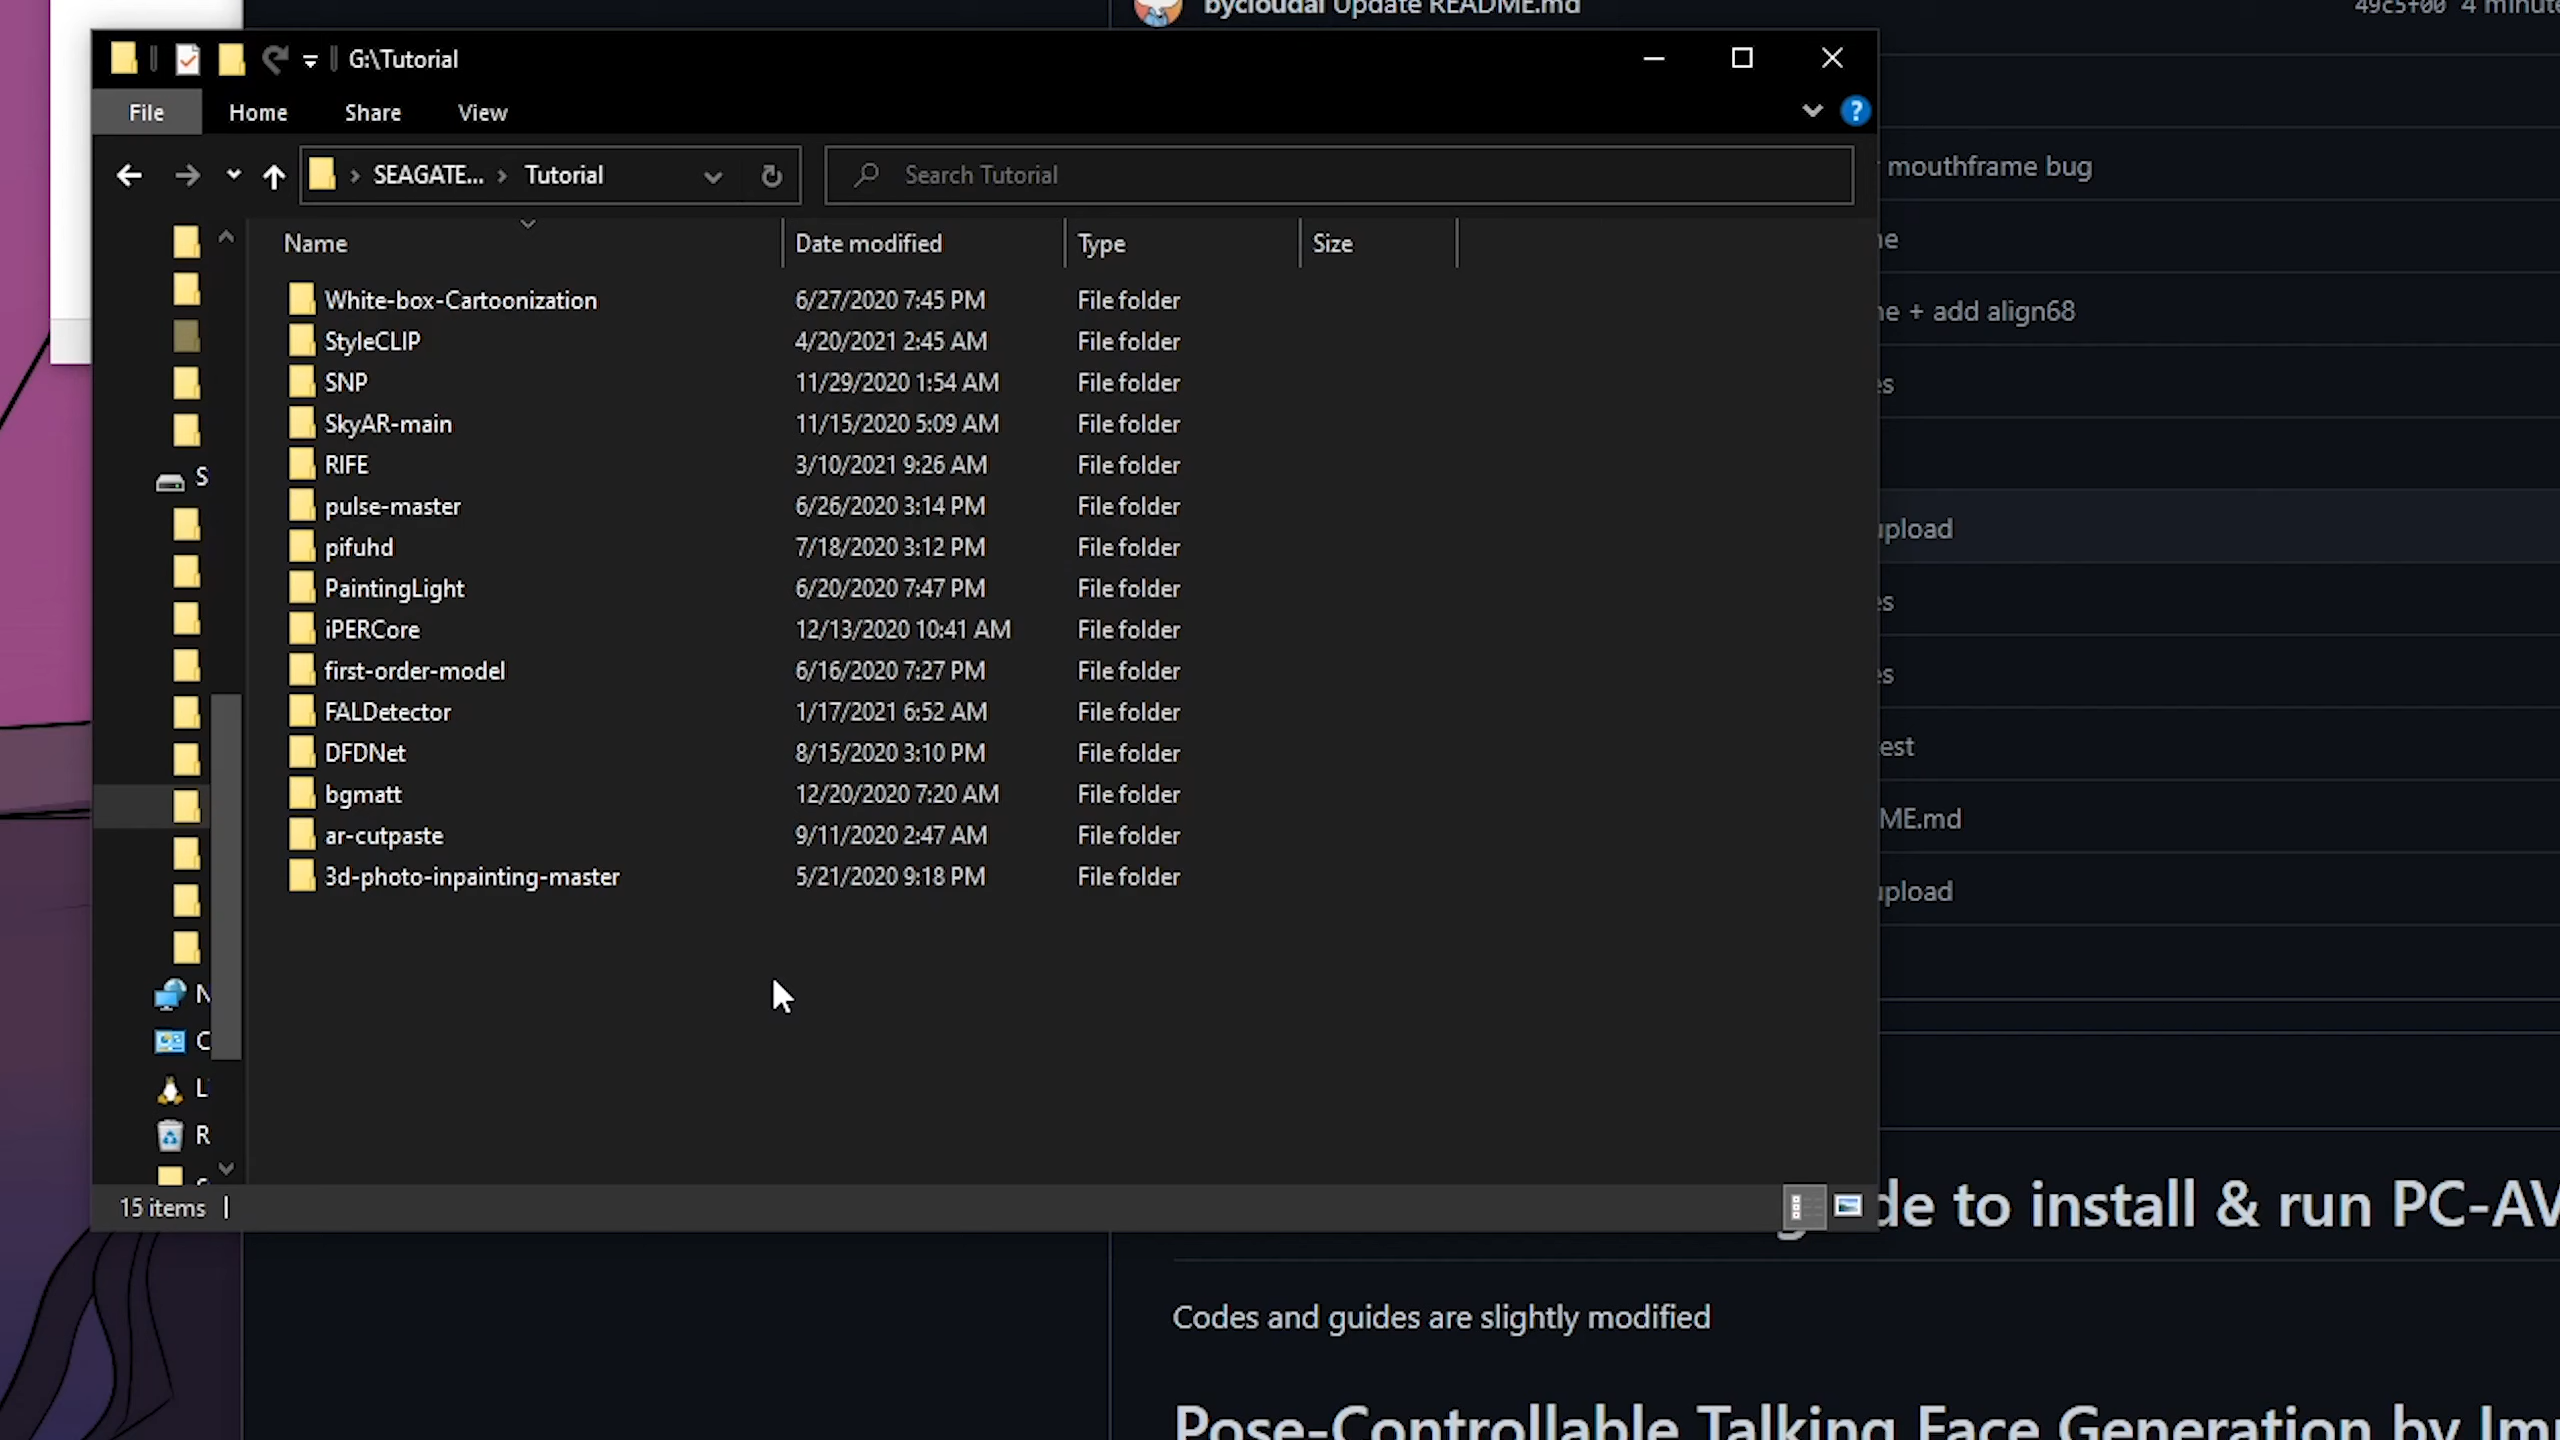 bycloudai Update README.md
49c5f00 4 minute
G:\Tutorial
File Home Share View
SEAGATE... Tutorial
Search Tutorial
Name Date modified Type Size
White-box-Cartoonization 6/27/2020 7:45 PM File folder
StyleCLIP 4/20/2021 2:45 AM File folder
SNP 11/29/2020 1:54 AM File folder
SkyAR-main 11/15/2020 5:09 AM File folder
RIFE 3/10/2021 9:26 AM File folder
pulse-master 6/26/2020 3:14 PM File folder
pifuhd 7/18/2020 3:12 PM File folder
PaintingLight 6/20/2020 7:47 PM File folder
iPERCore 12/13/2020 10:41 AM File folder
first-order-model 6/16/2020 7:27 PM File folder
FALDetector 1/17/2021 6:52 AM File folder
DFDNet 8/15/2020 3:10 PM File folder
bgmatt 12/20/2020 7:20 AM File folder
ar-cutpaste 9/11/2020 2:47 AM File folder
3d-photo-inpainting-master 5/21/2020 9:18 PM File folder
S
N
C
L
R
15 items
mouthframe bug
+ add align68
upload
ME.md
upload
to install & run PC-AV
Codes and guides are slightly modified
Pose-Controllable Talking Face Generation by Im